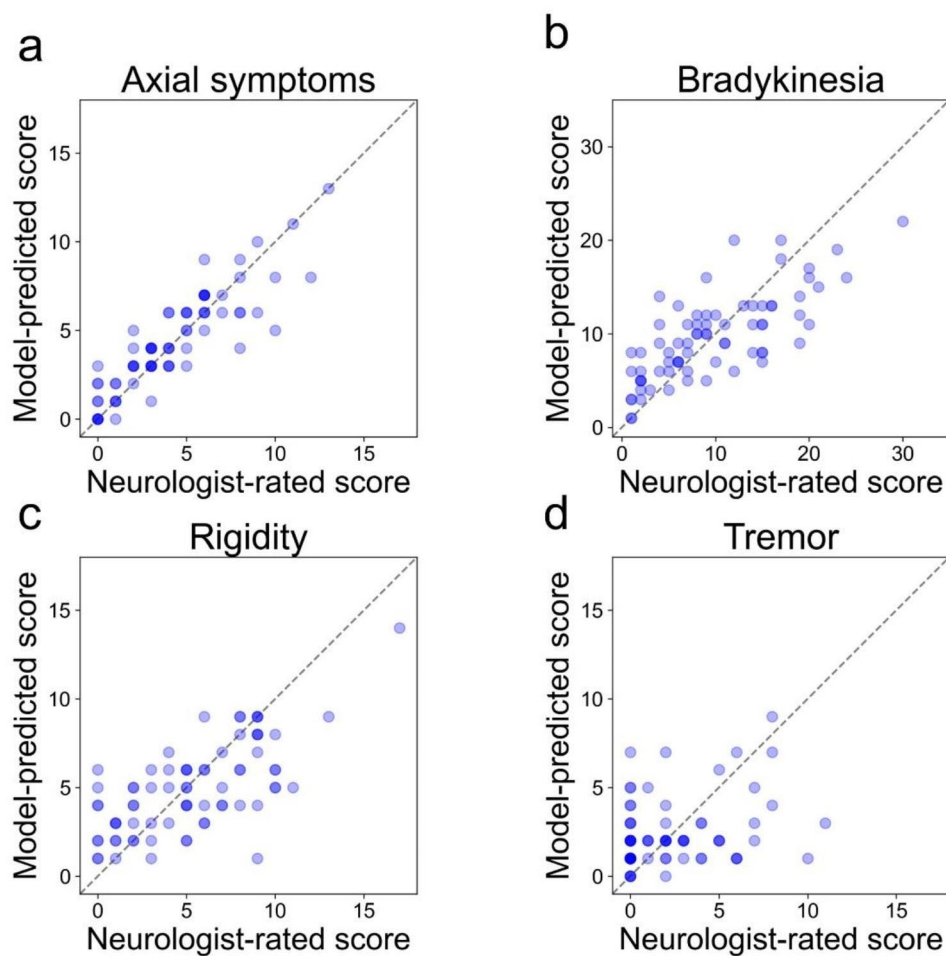 a
Axial symptoms
15
10
5
0
0 5 10 15
Model-predicted score
Neurologist-rated score
b
Bradykinesia
30
20
10
0
0 10 20 30
Model-predicted score
Neurologist-rated score
c
Rigidity
15
10
5
0
0 5 10 15
Model-predicted score
Neurologist-rated score
d
Tremor
15
10
5
0
0 5 10 15
Model-predicted score
Neurologist-rated score